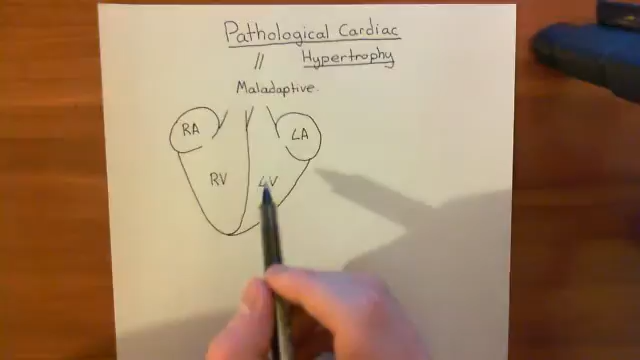 Pathological Cardiac
Hypertrophy
//
Maladaptive.
RA
LA
RV
LV